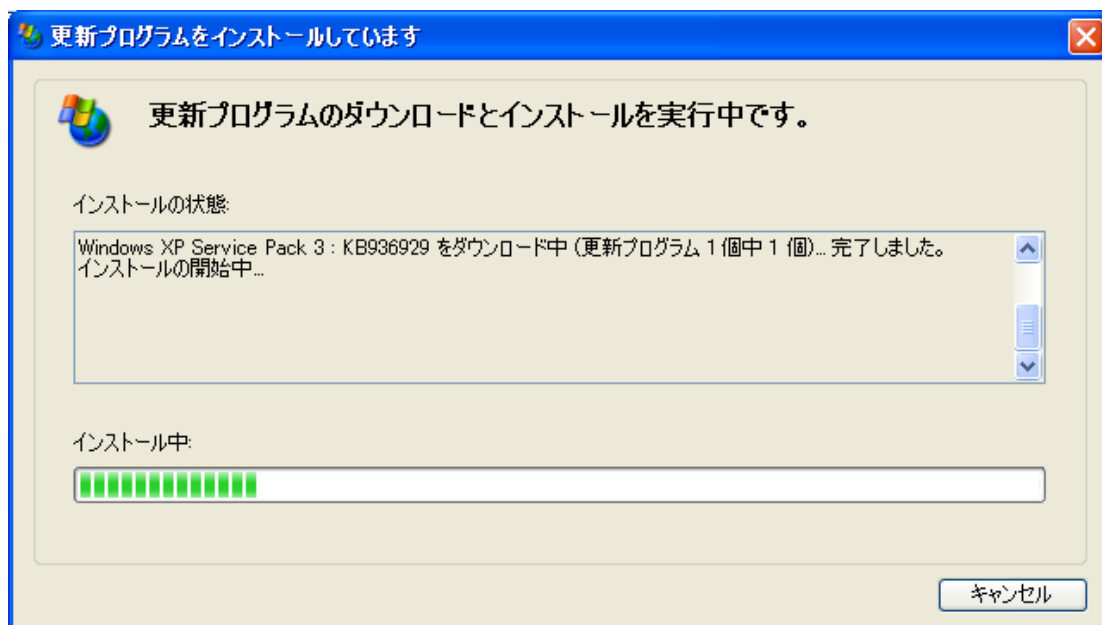 更新プログラムをインストールしています
更新プログラムのダウンロードとインストールを実行中です。
インストールの状態:
Windows XP Service Pack 3 : KB936929 をダウンロード中 (更新プログラム 1 個中 1 個)... 完了しました。
インストールの開始中...
インストール中:
キャンセル